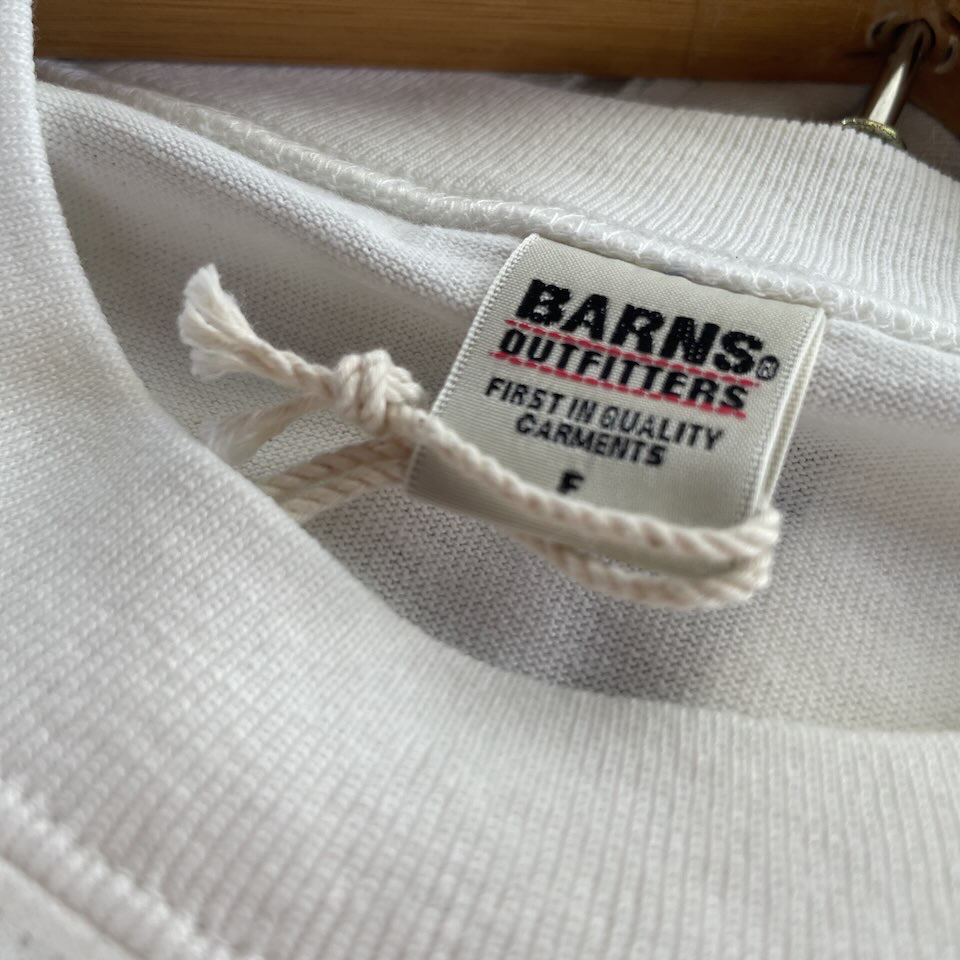 BARNS®
OUTFITTERS
FIRST IN QUALITY
GARMENTS
F